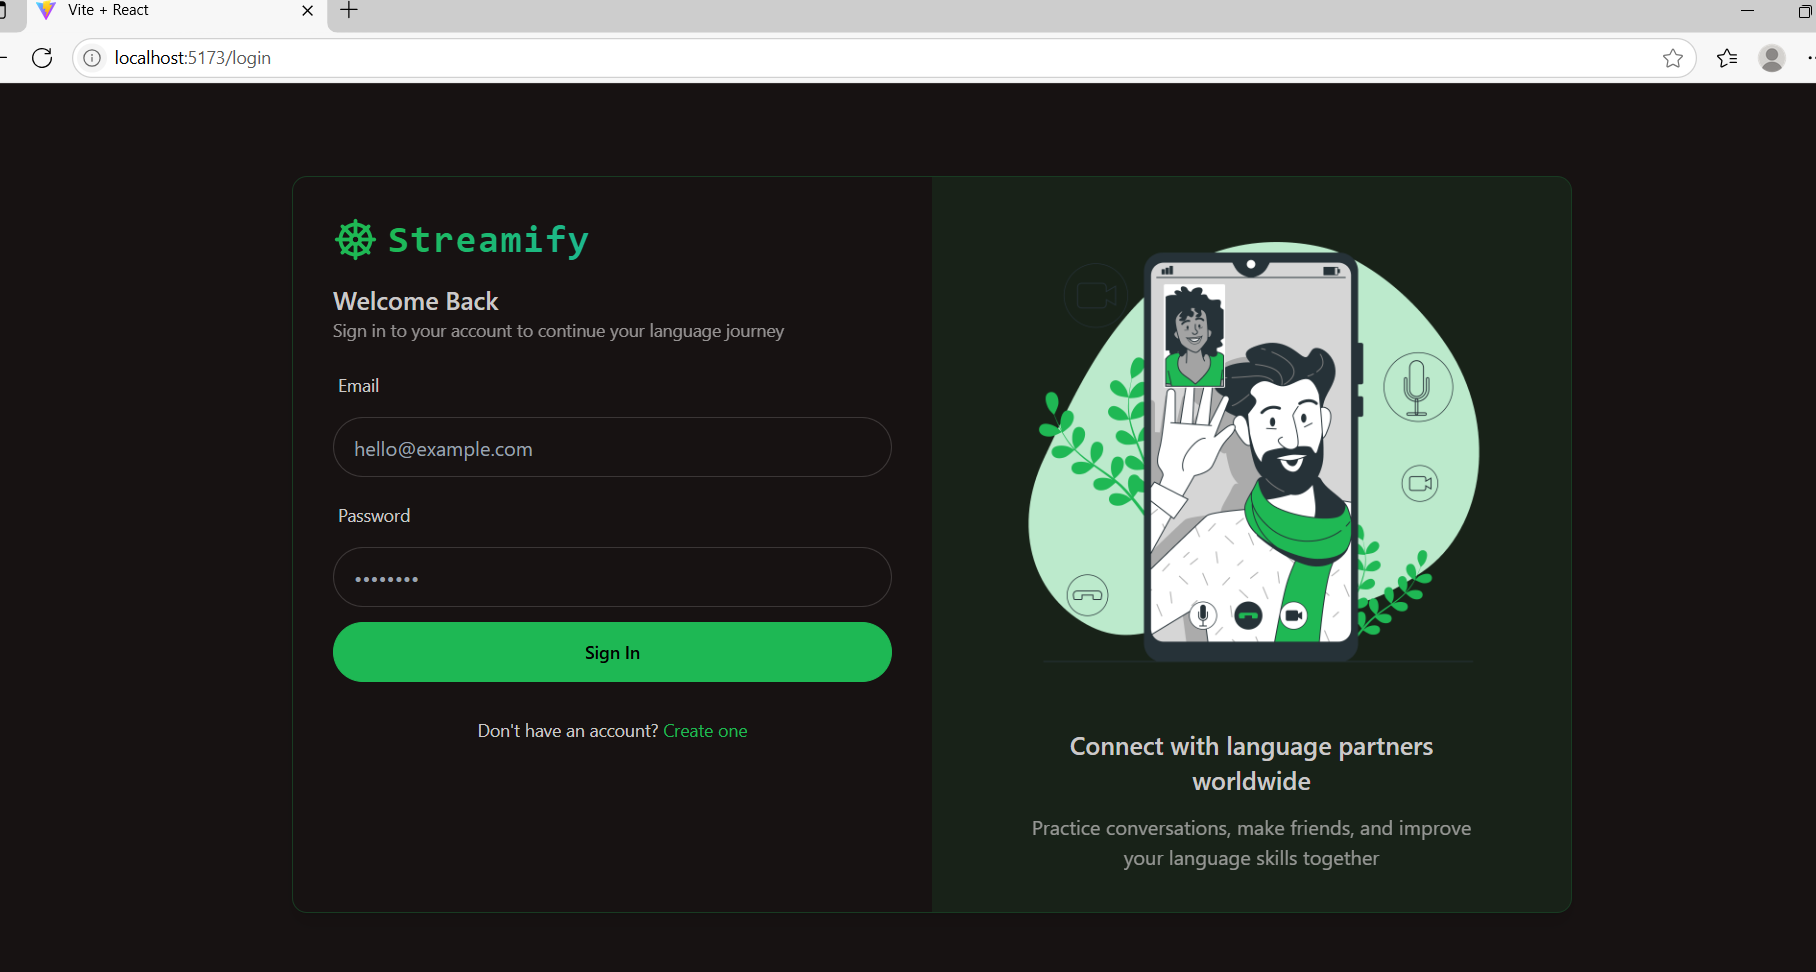 Vite + React
localhost:5173/login
Streamify
Welcome Back
Sign in to your account to continue your language journey
Email
hello@example.com
Password
••••••••
Sign In
Don't have an account? Create one
Connect with language partners
worldwide
Practice conversations, make friends, and improve
your language skills together